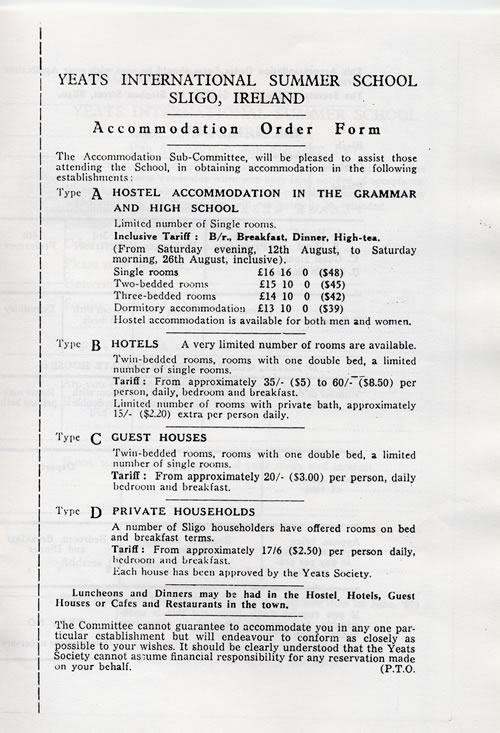 YEATS INTERNATIONAL SUMMER SCHOOL
SLIGO, IRELAND
Accommodation Order Form
The Accommodation Sub-Committee, will be pleased to assist those
attending the School, in obtaining accommodation in the following
establishments:
Type A HOSTEL ACCOMMODATION IN THE GRAMMAR
AND HIGH SCHOOL
Limited number of Single rooms.
Inclusive Tariff: B/r., Breakfast, Dinner, High-tea.
(From Saturday evening, 12th August, to Saturday
morning, 26th August, inclusive).
Single rooms £16 16 0 ($48)
Two-bedded rooms £15 10 0 ($45)
Three-bedded rooms £14 10 0 ($42)
Dormitory accommodation £13 10 0 ($39)
Hostel accommodation is available for both men and women.
Type B HOTELS A very limited number of rooms are available.
Twin-bedded rooms, rooms with one double bed, a limited
number of single rooms.
Tariff: From approximately 35/- ($5) to 60/- ($8.50) per
person, daily, bedroom and breakfast.
Limited number of rooms with private bath, approximately
15/- ($2.20) extra per person daily.
Type C GUEST HOUSES
Twin-bedded rooms, rooms with one double bed, a limited
number of single rooms.
Tariff: From approximately 20/- ($3.00) per person, daily
bedroom and breakfast.
Type D PRIVATE HOUSEHOLDS
A number of Sligo householders have offered rooms on bed
and breakfast terms.
Tariff: From approximately 17/6 ($2.50) per person daily,
bedroom and breakfast.
Each house has been approved by the Yeats Society.
Luncheons and Dinners may be had in the Hostel, Hotels, Guest
Houses or Cafes and Restaurants in the town.
The Committee cannot guarantee to accommodate you in any one par-
ticular establishment but will endeavour to conform as closely as
possible to your wishes. It should be clearly understood that the Yeats
Society cannot assume financial responsibility for any reservation made
on your behalf. (P.T.O.